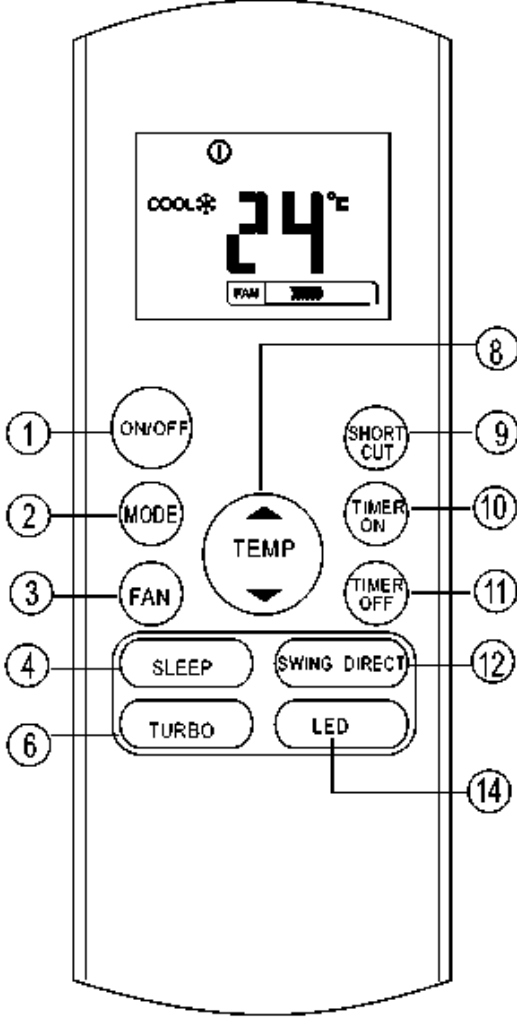 COOL 24 °C
FAN
8
1 ON/OFF SHORT CUT 9
2 MODE TIMER ON 10
TEMP
3 FAN TIMER OFF 11
4 SLEEP SWING DIRECT 12
6 TURBO LED
14